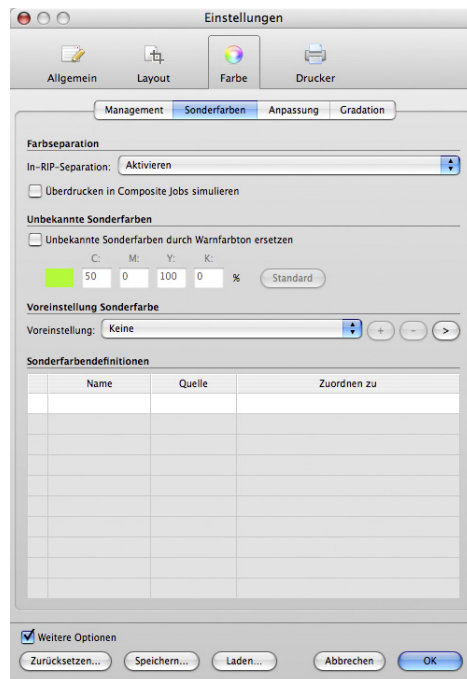 Einstellungen
Allgemein Layout Farbe Drucker
Management Sonderfarben Anpassung Gradation
Farbseparation
In-RIP-Separation: Aktivieren
Überdrucken in Composite Jobs simulieren
Unbekannte Sonderfarben
Unbekannte Sonderfarben durch Warnfarbton ersetzen
C: M: Y: K:
50 0 100 0 % Standard
Voreinstellung Sonderfarbe
Voreinstellung: Keine + - >
Sonderfarbendefinitionen
Name Quelle Zuordnen zu
Weitere Optionen
Zurücksetzen... Speichern... Laden... Abbrechen OK